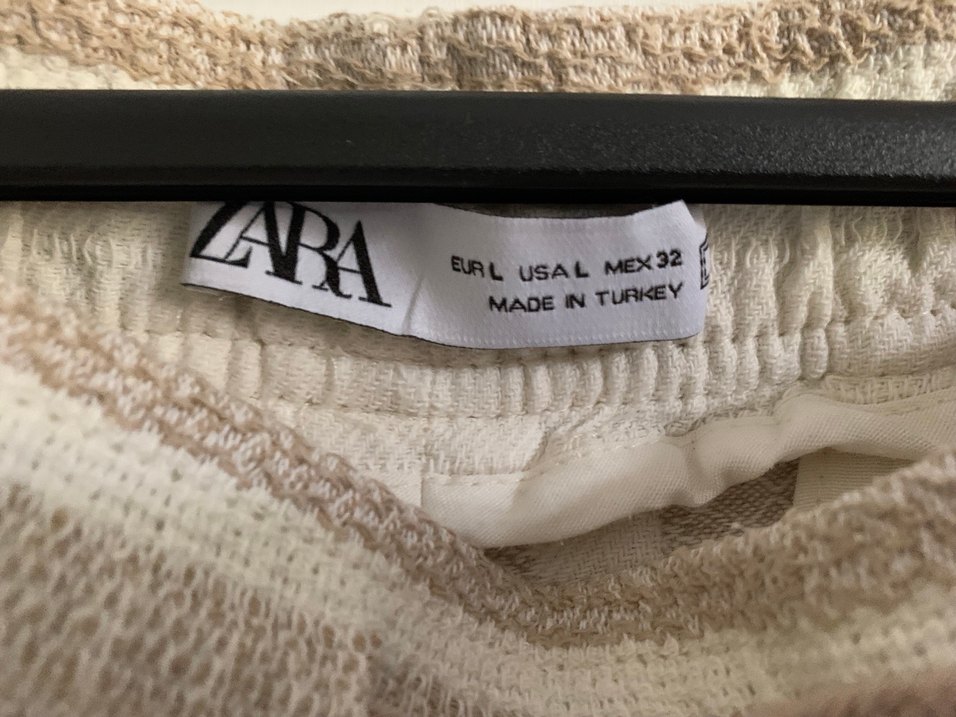 ZARA
EUR L USA L MEX 32
MADE IN TURKEY